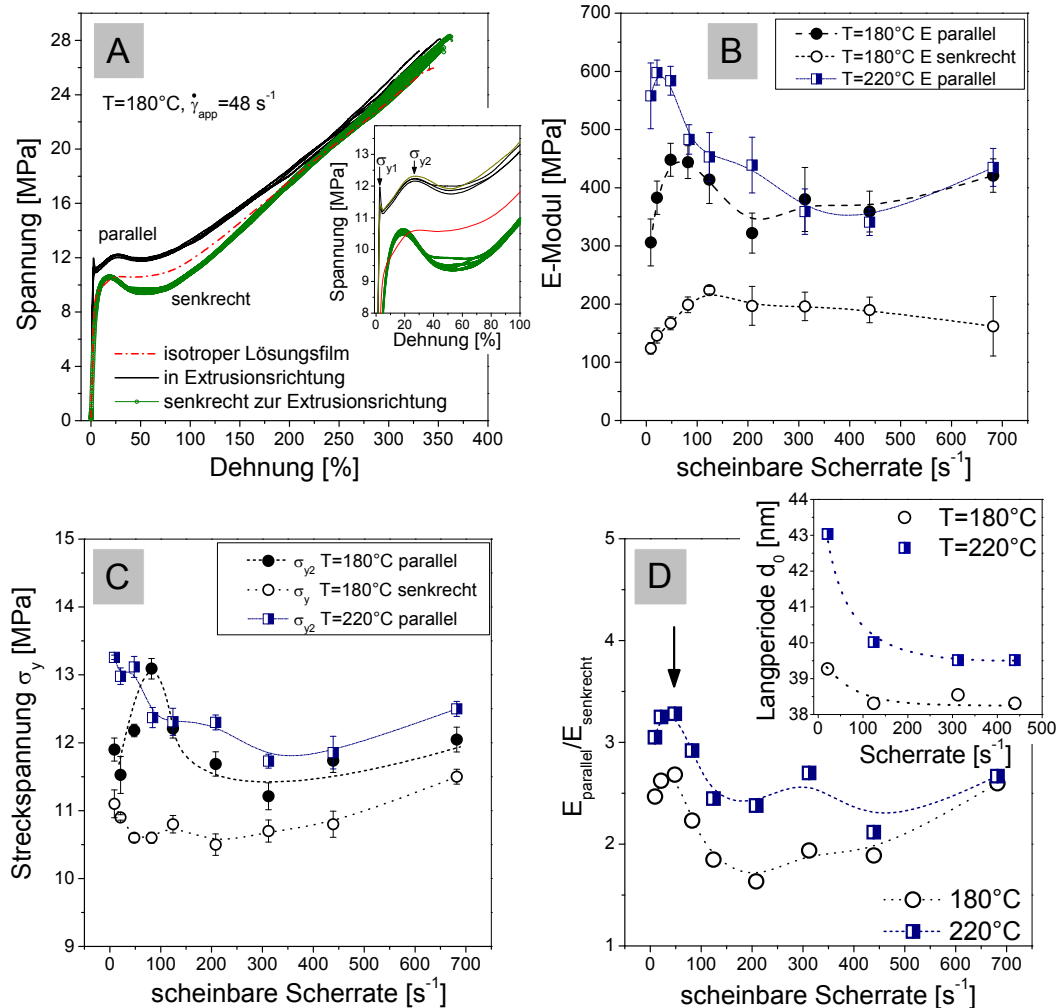 A
T=180°C, γ̇app=48 s-1
Spannung [MPa]
28
24
20
16
12
8
4
0
parallel
senkrecht
isotroper Lösungsfilm
in Extrusionsrichtung
senkrecht zur Extrusionsrichtung
0 50 100 150 200 250 300 350 400
Dehnung [%]
σy1
σy2
Spannung [MPa]
13
12
11
10
9
8
0 20 40 60 80 100
Dehnung [%]
B
T=180°C E parallel
T=180°C E senkrecht
T=220°C E parallel
E-Modul [MPa]
700
600
500
400
300
200
100
0
0 100 200 300 400 500 600 700
scheinbare Scherrate [s-1]
C
σy2 T=180°C parallel
σy T=180°C senkrecht
σy2 T=220°C parallel
Streckspannung σy [MPa]
15
14
13
12
11
10
9
0 100 200 300 400 500 600 700
scheinbare Scherrate [s-1]
D
Eparallel/Esenkrecht
5
4
3
2
1
0 100 200 300 400 500 600 700
scheinbare Scherrate [s-1]
180°C
220°C
Langperiode d0 [nm]
44
43
42
41
40
39
38
T=180°C
T=220°C
0 100 200 300 400 500
Scherrate [s-1]